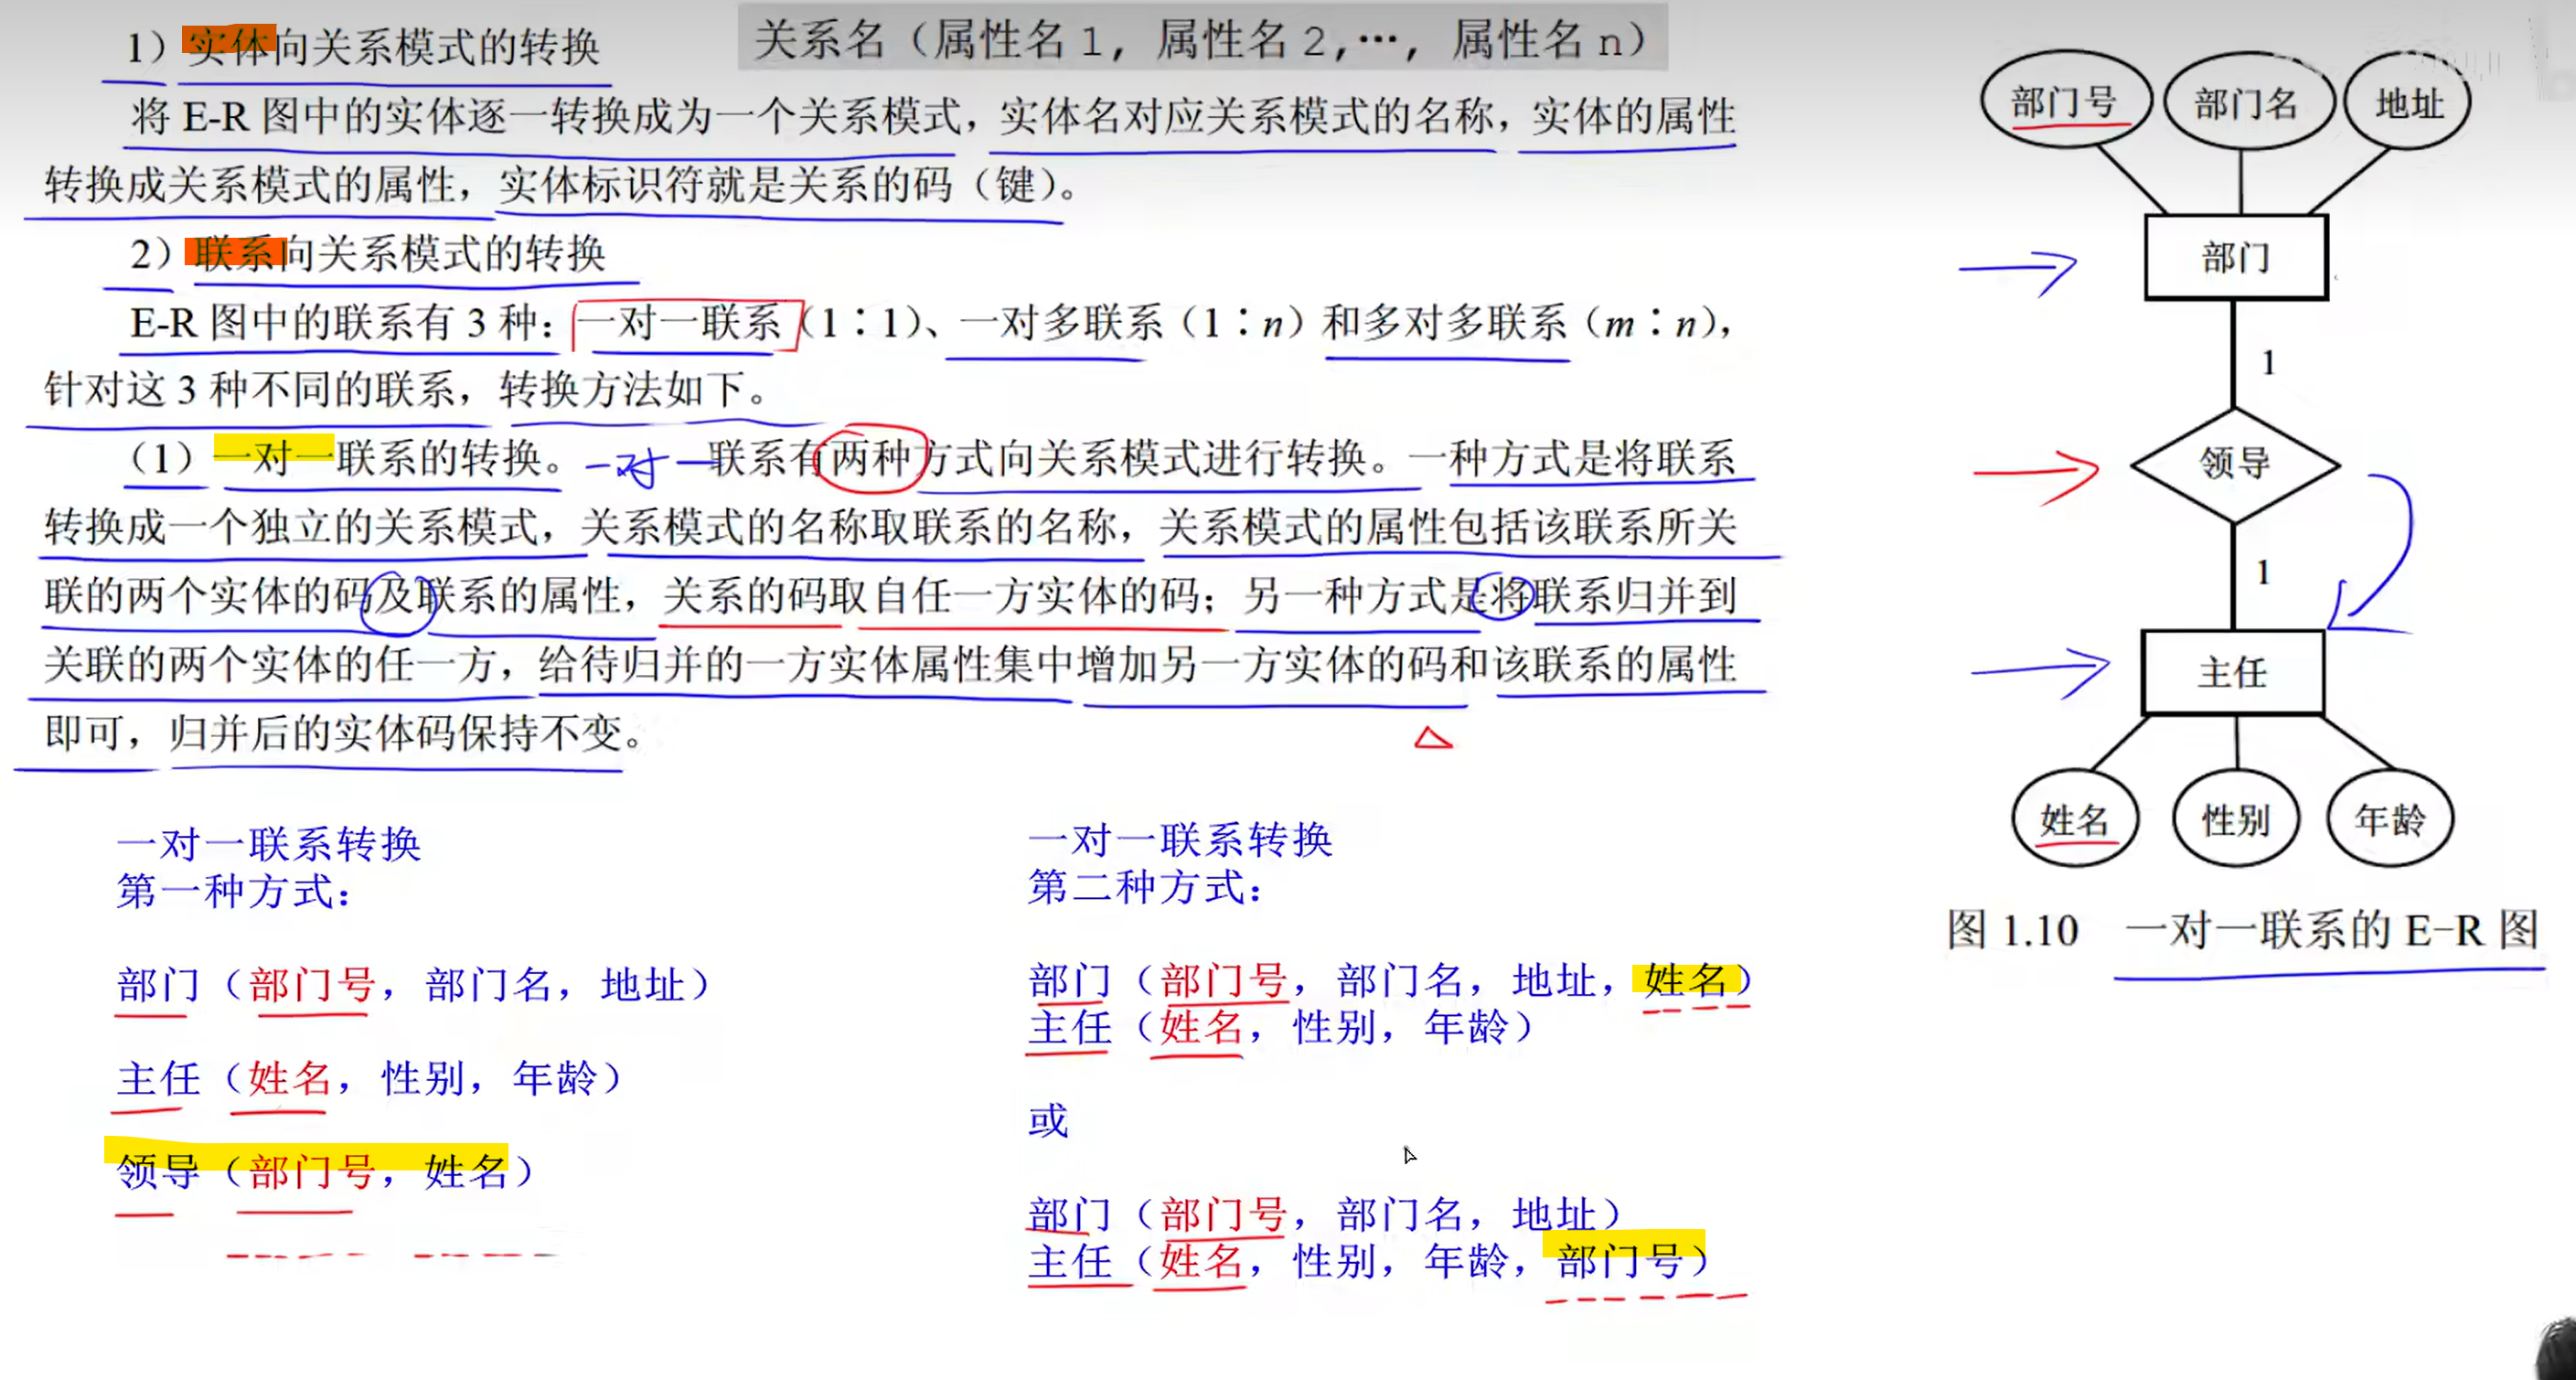 1）实体向关系模式的转换
关系名（属性名1，属性名2,…，属性名n）
将 E-R 图中的实体逐一转换成为一个关系模式，实体名对应关系模式的名称，实体的属性
转换成关系模式的属性，实体标识符就是关系的码（键）。
2）联系向关系模式的转换
E-R 图中的联系有 3 种：一对一联系（1∶1）、一对多联系（1∶n）和多对多联系（m∶n），
针对这 3 种不同的联系，转换方法如下。
（1）一对一联系的转换。一对一联系有两种方式向关系模式进行转换。一种方式是将联系
转换成一个独立的关系模式，关系模式的名称取联系的名称，关系模式的属性包括该联系所关
联的两个实体的码及联系的属性，关系的码取自任一方实体的码；另一种方式是将联系归并到
关联的两个实体的任一方，给待归并的一方实体属性集中增加另一方实体的码和该联系的属性
即可，归并后的实体码保持不变。
一对一联系转换
第一种方式：
部门（部门号，部门名，地址）
主任（姓名，性别，年龄）
领导（部门号，姓名）
一对一联系转换
第二种方式：
部门（部门号，部门名，地址，姓名）
主任（姓名，性别，年龄）
或
部门（部门号，部门名，地址）
主任（姓名，性别，年龄，部门号）
部门号 部门名 地址
部门
1
领导
1
主任
姓名 性别 年龄
图 1.10 一对一联系的 E-R 图